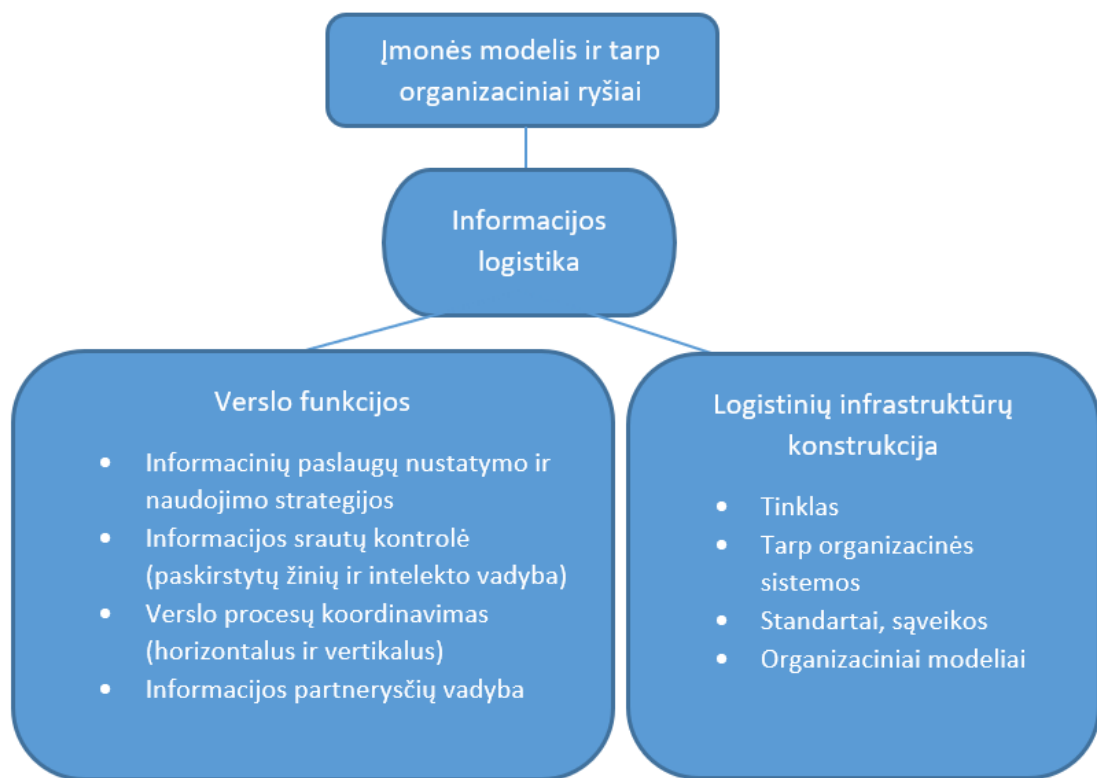 Įmonės modelis ir tarp
organizaciniai ryšiai
Informacijos
logistika
Verslo funkcijos
• Informacinių paslaugų nustatymo ir
naudojimo strategijos
• Informacijos srautų kontrolė
(paskirstytų žinių ir intelekto vadyba)
• Verslo procesų koordinavimas
(horizontalus ir vertikalus)
• Informacijos partnerysčių vadyba
Logistinių infrastruktūrų
konstrukcija
• Tinklas
• Tarp organizacinės
sistemos
• Standartai, sąveikos
• Organizaciniai modeliai